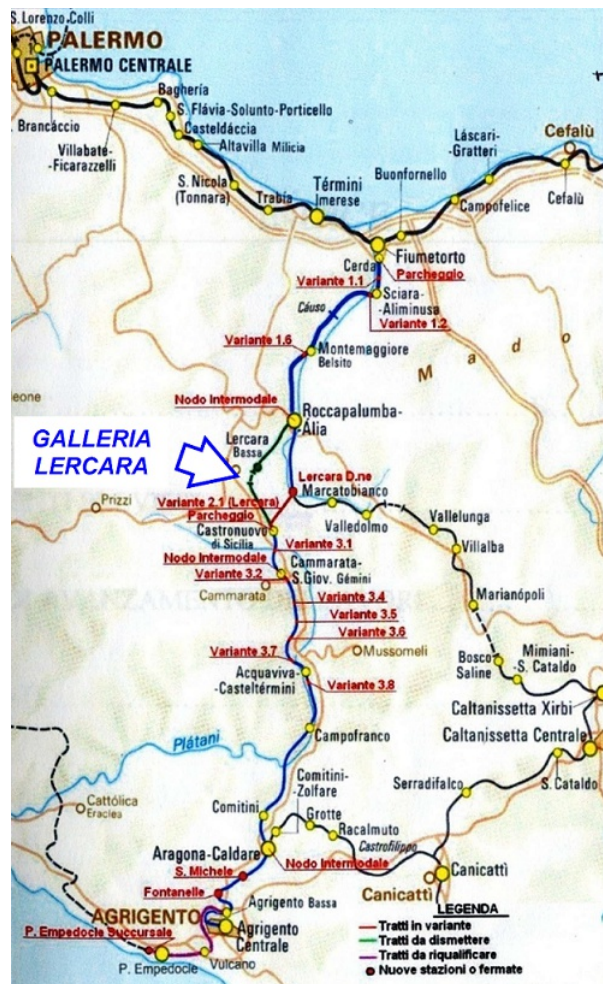 S. Lorenzo-Colli
PALERMO
PALERMO CENTRALE
Brancáccio
Villabate-
-Ficarazzelli
Bagheria
S. Flávia-Solunto-Porticello
Casteldáccia
Altavilla Milicia
S. Nicola
(Tonnara)
Trabia
Términi
Imerese
Buonfornello
Láscari-
-Gratteri
Cefalù
Cefalù
Campofelice
Fiumetorto
Cerda
Parcheggio
Variante 1.1
Sciara-
-Aliminusa
Cáuso
Variante 1.2
Variante 1.6
Montemaggiore
Belsito
Mado
eone
Nodo Intermodale
Roccapalumba-
-Alia
GALLERIA
LERCARA
Lercara
Bassa
Lercara D.ne
Marcatobianco
Prizzi
Variante 2.1 (Lercara)
Parcheggio
Castronuovo
di Sicilia
Valledolmo
Vallelunga
Villalba
Variante 3.1
Nodo Intermodale
Cammarata-
-S. Giov. Gémini
Variante 3.2
Cammarata
Variante 3.4
Variante 3.5
Variante 3.6
Marianópoli
Variante 3.7
Mussomeli
Bosco
Saline
Mimiani-
-S. Cataldo
Acquaviva-
-Casteltérmini
Variante 3.8
Caltanissetta Xirbi
Caltanissetta Centrale
Campofranco
Plátani
Comitini-
-Zolfare
Serradifalco
S. Cataldo
Cattólica
Eraclea
Comitini
Grotte
Racalmuto
Castrofilippo
Aragona-Caldare
Nodo Intermodale
Canicattì
Canicattì
S. Michele
Fontanelle
Agrigento Bassa
AGRIGENTO
Agrigento
Centrale
P. Empedocle Succursale
P. Empedocle
Vulcano
LEGENDA
Tratti in variante
Tratti da dismettere
Tratti da riqualificare
Nuove stazioni o fermate